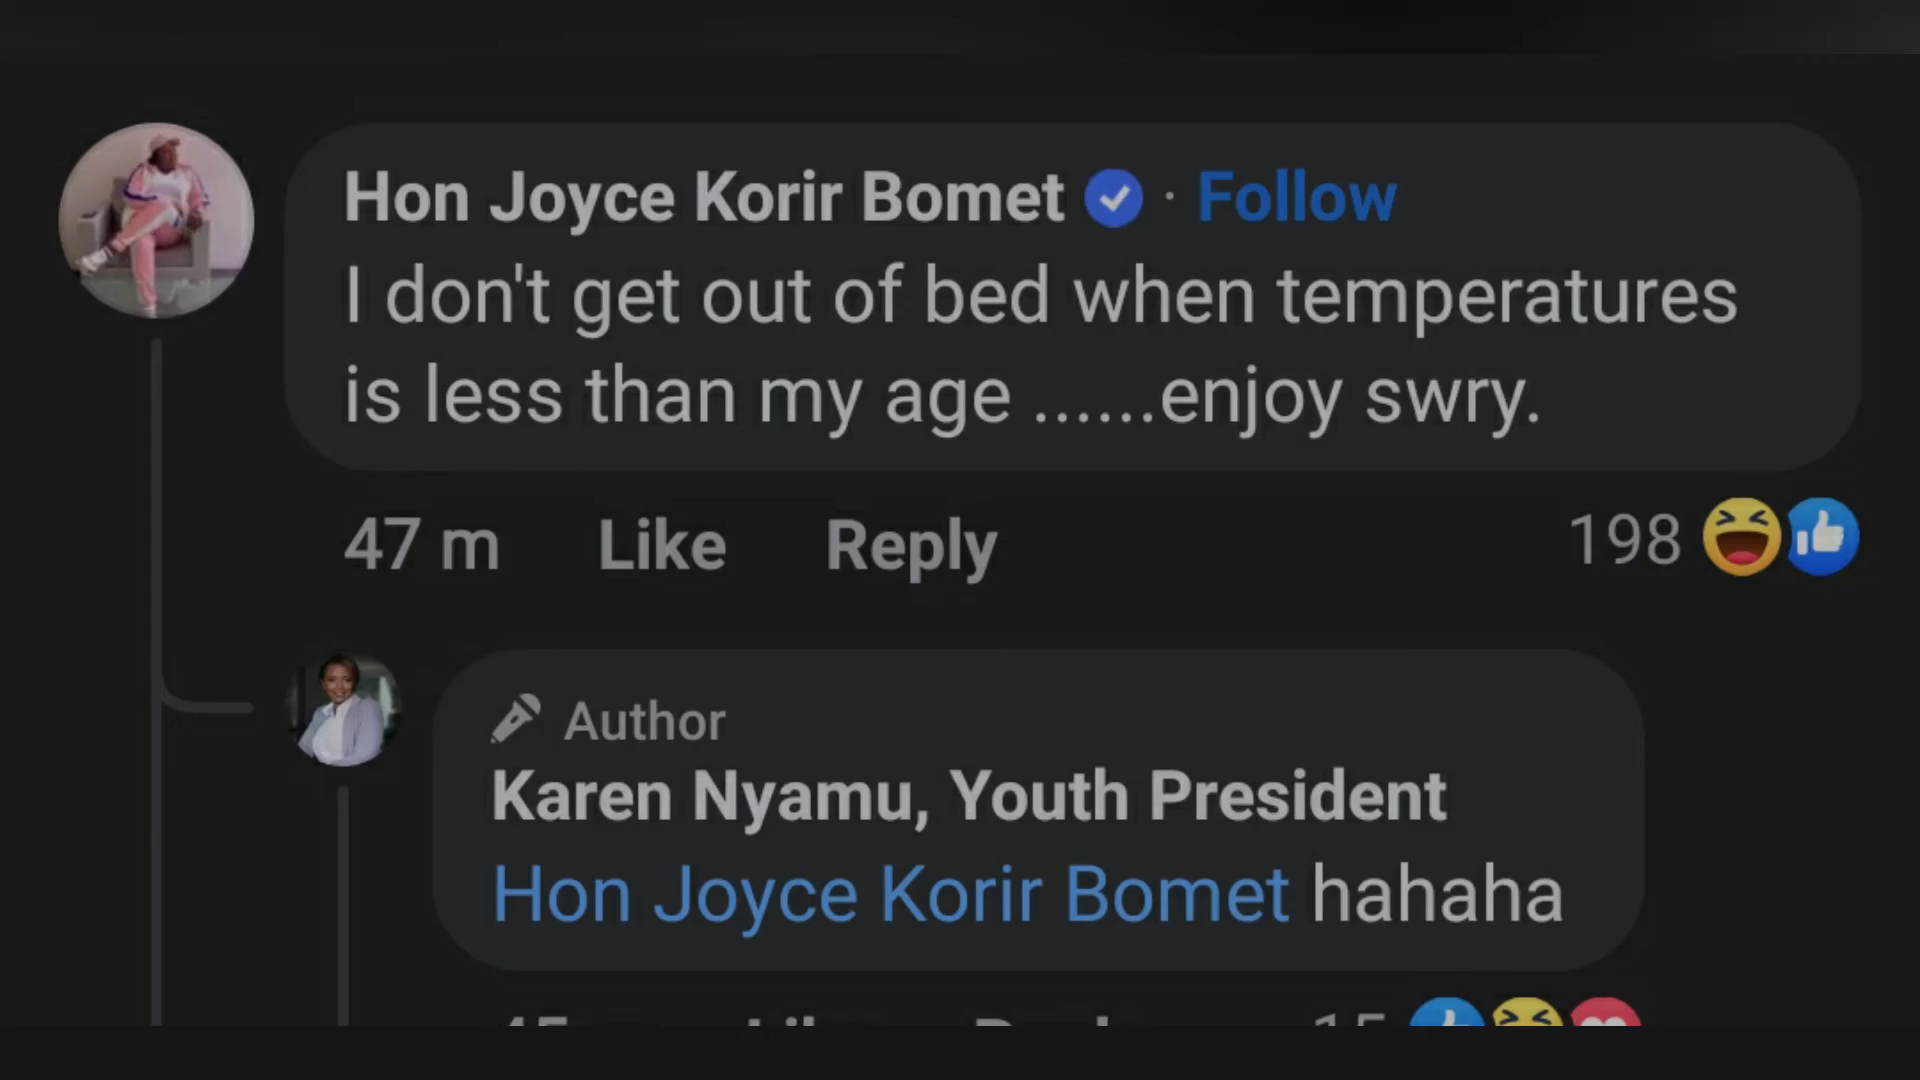 Hon Joyce Korir Bomet · Follow
I don't get out of bed when temperatures
is less than my age ......enjoy swry.
47 m Like Reply 198
Author
Karen Nyamu, Youth President
Hon Joyce Korir Bomet hahaha